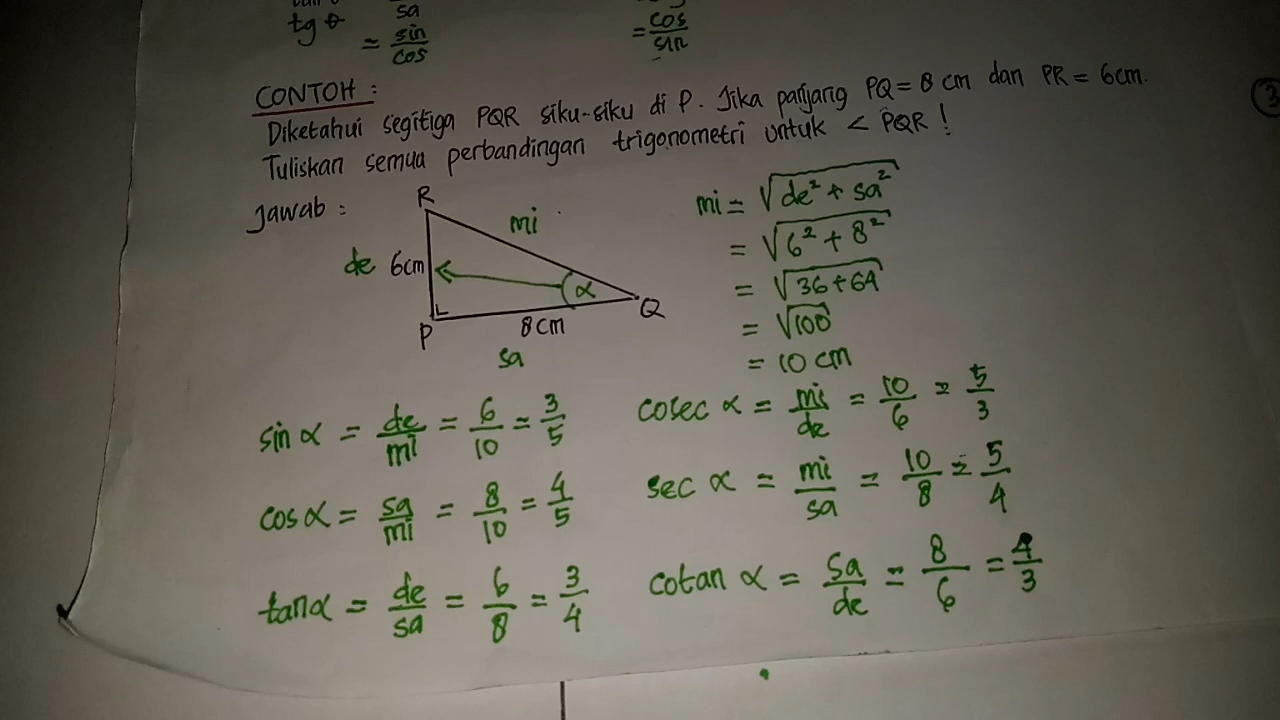 tg θ = sin/cos
sa
= cos/sin
CONTOH :
Diketahui segitiga PQR siku-siku di P. Jika panjang PQ = 8 cm dan PR = 6cm.
Tuliskan semua perbandingan trigonometri untuk < PQR !
Jawab :
R
mi
de 6cm
α
P
Q
8 cm
sa
mi = √(de² + sa²)
= √(6² + 8²)
= √(36+64)
= √100
= 10 cm
sin α = de/mi = 6/10 = 3/5
cosec α = mi/de = 10/6 = 5/3
cos α = sa/mi = 8/10 = 4/5
sec α = mi/sa = 10/8 = 5/4
tan α = de/sa = 6/8 = 3/4
cotan α = sa/de = 8/6 = 4/3